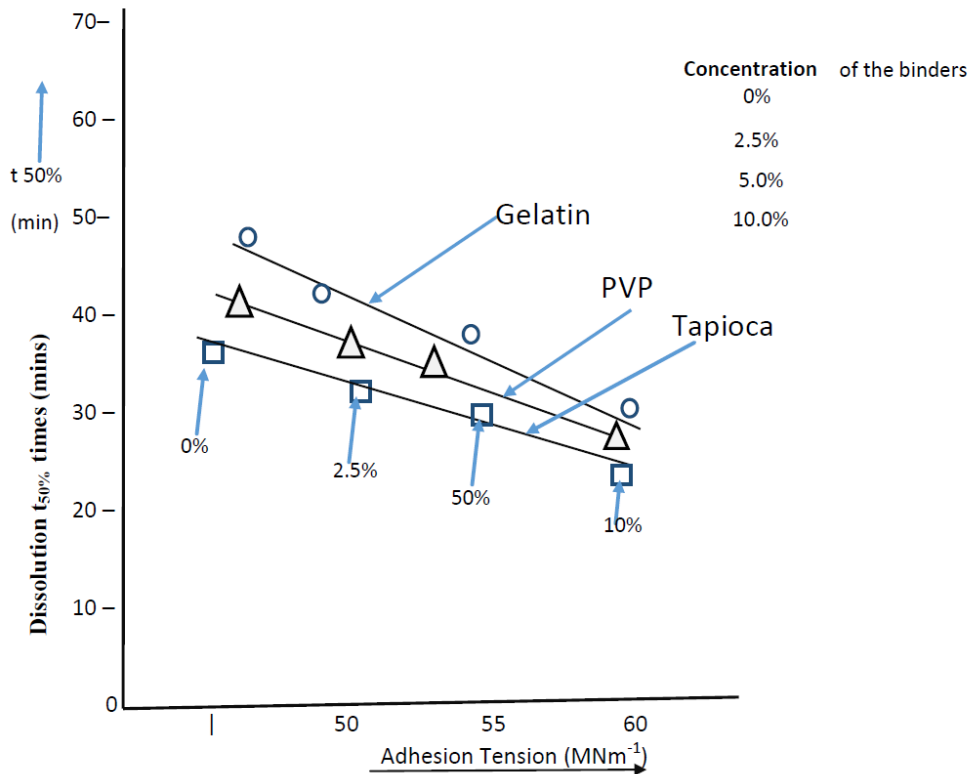 70–
60 –
50–
40 –
30 –
20 –
10 –
0
Dissolution t50% times (mins)
t 50%
(min)
Concentration of the binders
0%
2.5%
5.0%
10.0%
Gelatin
PVP
Tapioca
0%
2.5%
50%
10%
| 50 55 60
Adhesion Tension (MNm-1)